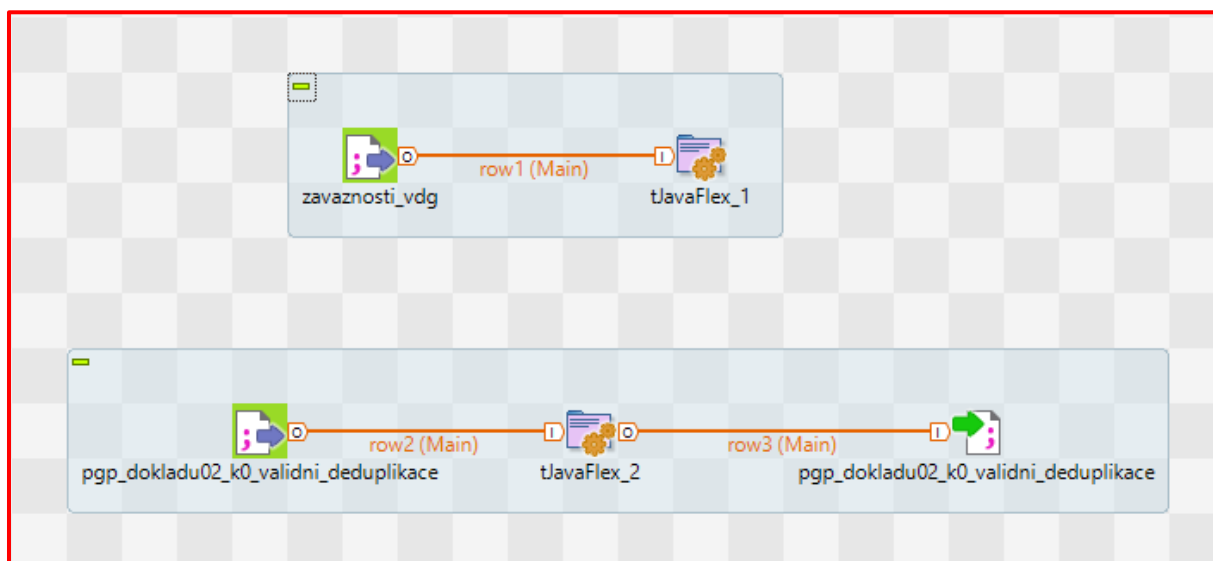 row1 (Main)
zavaznosti_vdg
tJavaFlex_1
row2 (Main)
row3 (Main)
pgp_dokladu02_k0_validni_deduplikace
tJavaFlex_2
pgp_dokladu02_k0_validni_deduplikace